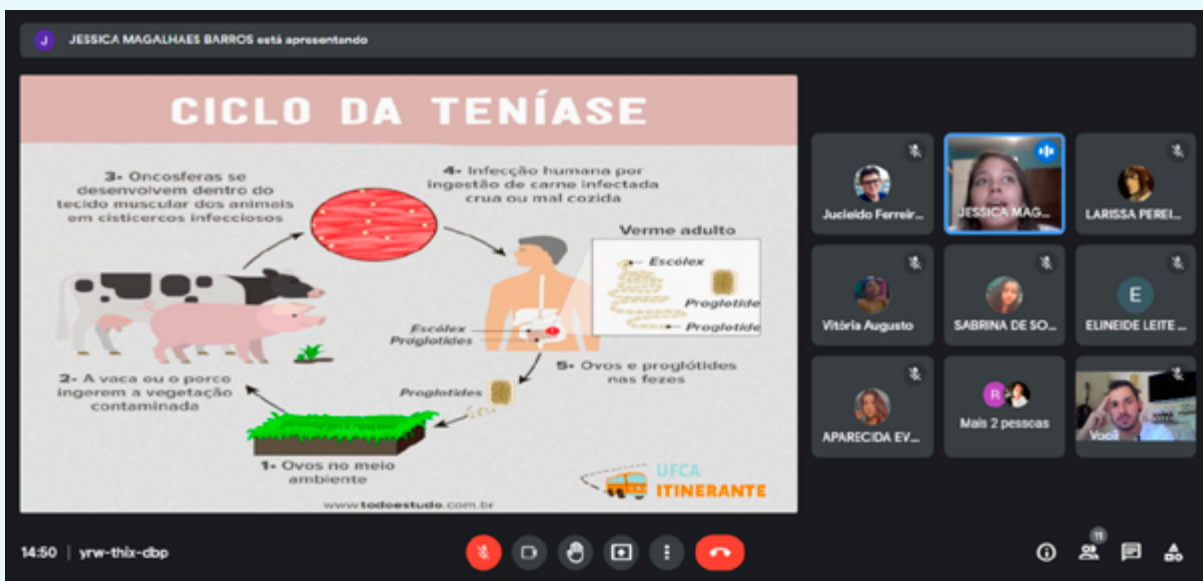 J JESSICA MAGALHAES BARROS está apresentando
CICLO DA TENÍASE
3- Oncosferas se
desenvolvem dentro do
tecido muscular dos animais
em cisticercos infecciosos
4- Infecção humana por
ingestão de carne infectada
crua ou mal cozida
Verme adulto
Escólex
Proglotide
Proglotide
Escólex
Proglotides
5- Ovos e proglótides
nas fezes
2- A vaca ou o porco
ingerem a vegetação
contaminada
Proglotides
1- Ovos no meio
ambiente
UFCA
ITINERANTE
www.todoestudo.com.br
Jucieldo Ferreir...
JESSICA MAG...
LARISSA PEREI...
Vitória Augusto
SABRINA DE SO...
E
ELINEIDE LEITE ...
APARECIDA EV...
R
Mais 2 pessoas
Você
14:50 | yrw-thix-dbp
11